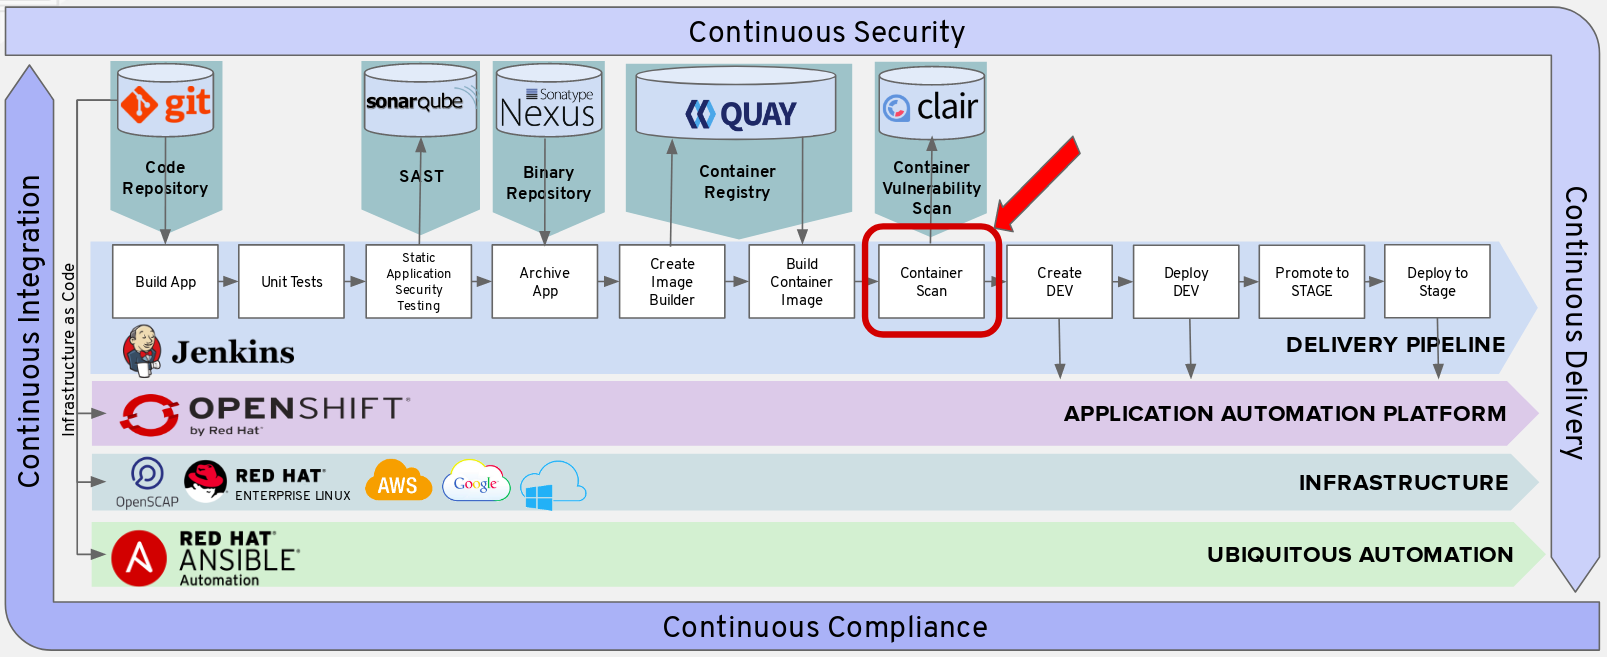 Continuous Security
git
Code
Repository
sonarqube
SAST
Sonatype
Nexus
Binary
Repository
QUAY
Container
Registry
clair
Container
Vulnerability
Scan
Continuous Integration
Infrastructure as Code
Build App
Unit Tests
Static
Application
Security
Testing
Archive
App
Create
Image
Builder
Build
Container
Image
Container
Scan
Create
DEV
Deploy
DEV
Promote to
STAGE
Deploy to
Stage
Jenkins
DELIVERY PIPELINE
Continuous Delivery
OPENSHIFT
by Red Hat
APPLICATION AUTOMATION PLATFORM
OpenSCAP
RED HAT
ENTERPRISE LINUX
AWS
Google
INFRASTRUCTURE
A
RED HAT
ANSIBLE
Automation
UBIQUITOUS AUTOMATION
Continuous Compliance